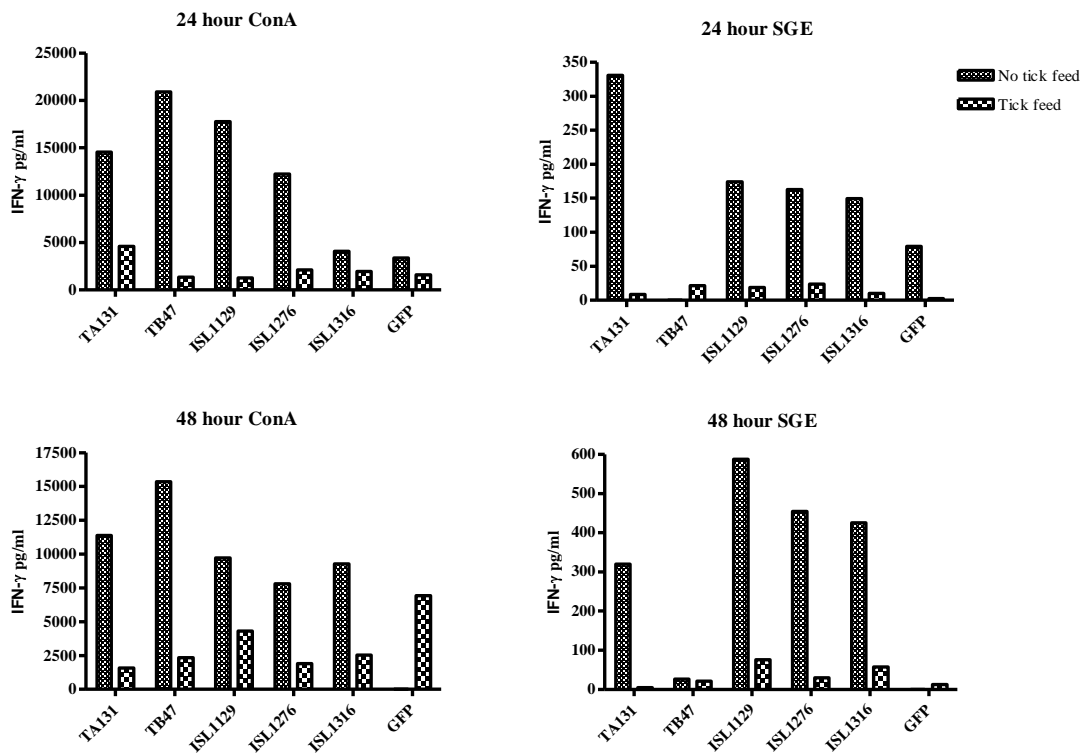 24 hour ConA
25000
20000
15000
10000
5000
0
IFN-γ pg/ml
TA131
TB47
ISL1129
ISL1276
ISL1316
GFP
24 hour SGE
350
300
250
200
150
100
50
0
IFN-γ pg/ml
TA131
TB47
ISL1129
ISL1276
ISL1316
GFP
No tick feed
Tick feed
48 hour ConA
17500
15000
12500
10000
7500
5000
2500
0
IFN-γ pg/ml
TA131
TB47
ISL1129
ISL1276
ISL1316
GFP
48 hour SGE
600
500
400
300
200
100
0
IFN-γ pg/ml
TA131
TB47
ISL1129
ISL1276
ISL1316
GFP